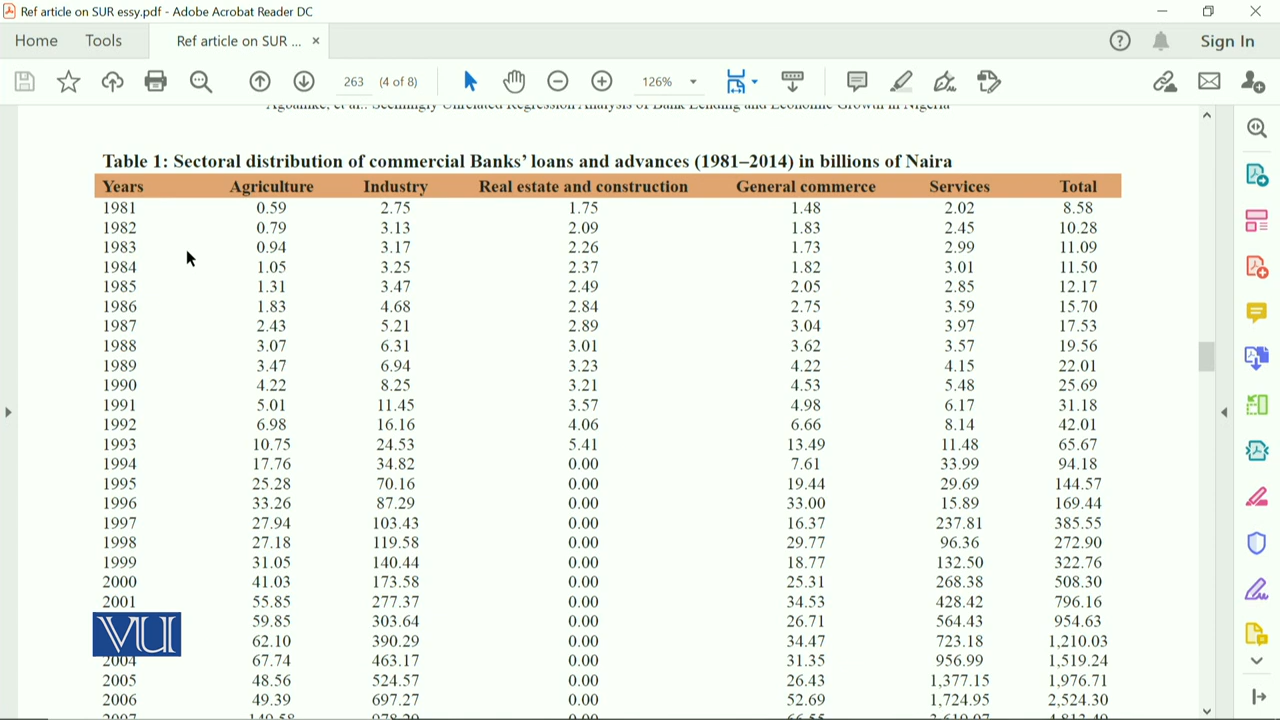 Ref article on SUR essy.pdf - Adobe Acrobat Reader DC
Home Tools Ref article on SUR ... × Sign In
263 (4 of 8) 126%
Agbanike, et al.: Seemingly Unrelated Regression Analysis of Bank Lending and Economic Growth in Nigeria
Table 1: Sectoral distribution of commercial Banks' loans and advances (1981–2014) in billions of Naira
Years Agriculture Industry Real estate and construction General commerce Services Total
1981 0.59 2.75 1.75 1.48 2.02 8.58
1982 0.79 3.13 2.09 1.83 2.45 10.28
1983 0.94 3.17 2.26 1.73 2.99 11.09
1984 1.05 3.25 2.37 1.82 3.01 11.50
1985 1.31 3.47 2.49 2.05 2.85 12.17
1986 1.83 4.68 2.84 2.75 3.59 15.70
1987 2.43 5.21 2.89 3.04 3.97 17.53
1988 3.07 6.31 3.01 3.62 3.57 19.56
1989 3.47 6.94 3.23 4.22 4.15 22.01
1990 4.22 8.25 3.21 4.53 5.48 25.69
1991 5.01 11.45 3.57 4.98 6.17 31.18
1992 6.98 16.16 4.06 6.66 8.14 42.01
1993 10.75 24.53 5.41 13.49 11.48 65.67
1994 17.76 34.82 0.00 7.61 33.99 94.18
1995 25.28 70.16 0.00 19.44 29.69 144.57
1996 33.26 87.29 0.00 33.00 15.89 169.44
1997 27.94 103.43 0.00 16.37 237.81 385.55
1998 27.18 119.58 0.00 29.77 96.36 272.90
1999 31.05 140.44 0.00 18.77 132.50 322.76
2000 41.03 173.58 0.00 25.31 268.38 508.30
2001 55.85 277.37 0.00 34.53 428.42 796.16
59.85 303.64 0.00 26.71 564.43 954.63
VU 62.10 390.29 0.00 34.47 723.18 1,210.03
2004 67.74 463.17 0.00 31.35 956.99 1,519.24
2005 48.56 524.57 0.00 26.43 1,377.15 1,976.71
2006 49.39 697.27 0.00 52.69 1,724.95 2,524.30